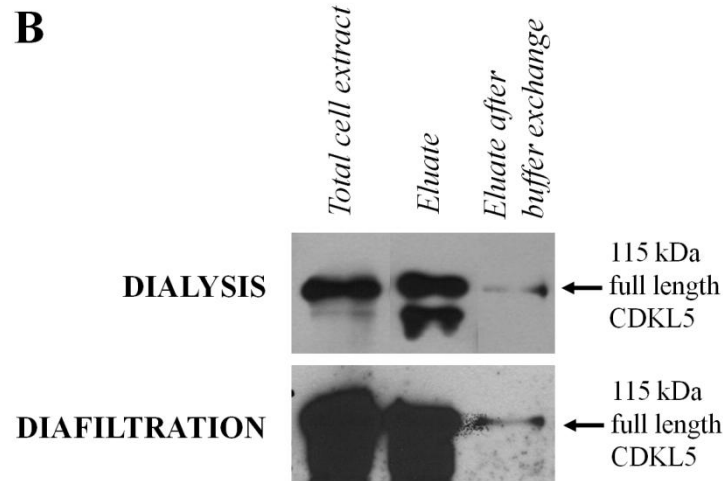 B
Total cell extract
Eluate
Eluate after
buffer exchange
DIALYSIS
115 kDa
full length
CDKL5
DIAFILTRATION
115 kDa
full length
CDKL5